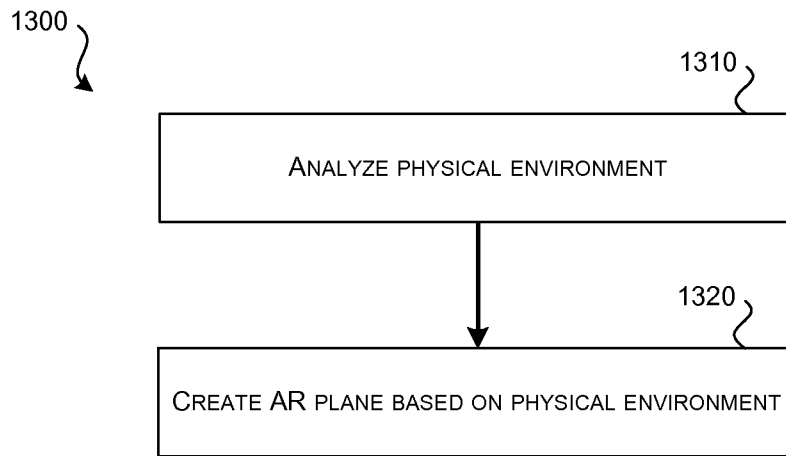 1300
1310
ANALYZE PHYSICAL ENVIRONMENT
1320
CREATE AR PLANE BASED ON PHYSICAL ENVIRONMENT